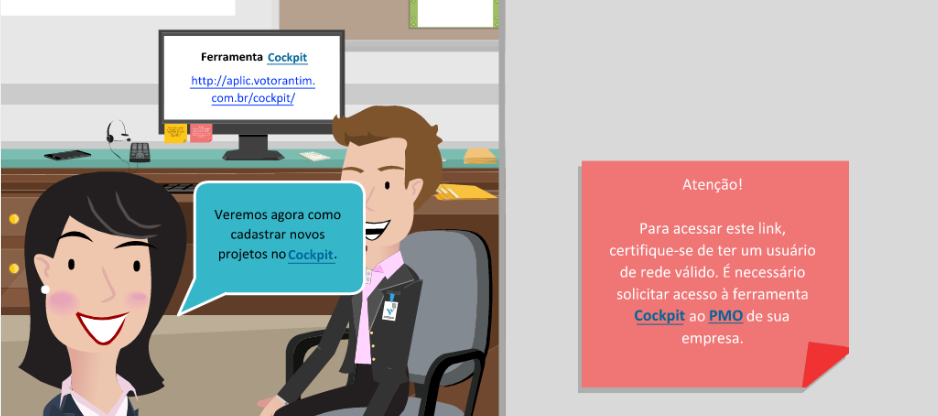 Ferramenta Cockpit
http://aplic.votorantim.
com.br/cockpit/
Veremos agora como
cadastrar novos
projetos no Cockpit.
Atenção!
Para acessar este link,
certifique-se de ter um usuário
de rede válido. É necessário
solicitar acesso à ferramenta
Cockpit ao PMO de sua
empresa.